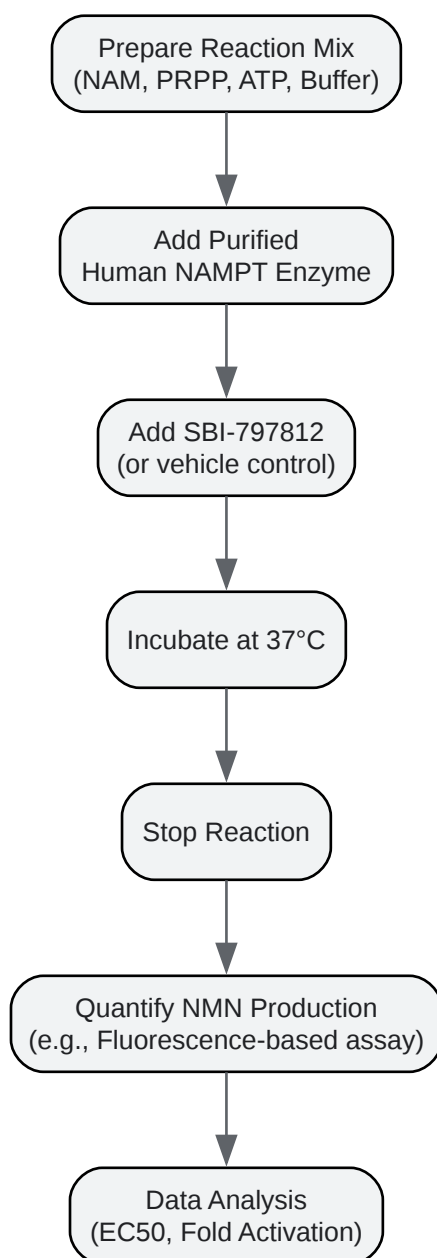 Prepare Reaction Mix
(NAM, PRPP, ATP, Buffer)
Add Purified
Human NAMPT Enzyme
Add SBI-797812
(or vehicle control)
Incubate at 37°C
Stop Reaction
Quantify NMN Production
(e.g., Fluorescence-based assay)
Data Analysis
(EC50, Fold Activation)